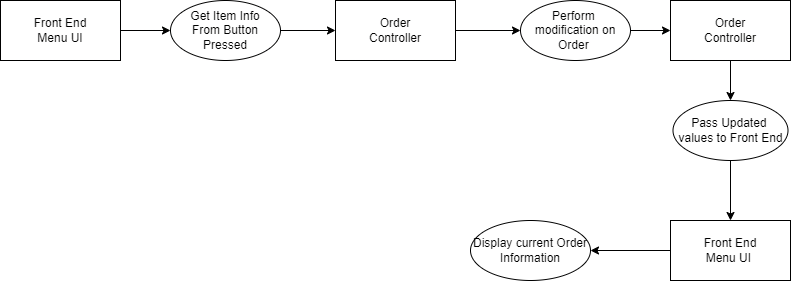 Front End
Menu UI
Get Item Info
From Button
Pressed
Order
Controller
Perform
modification on
Order
Order
Controller
Pass Updated
values to Front End
Front End
Menu UI
Display current Order
Information